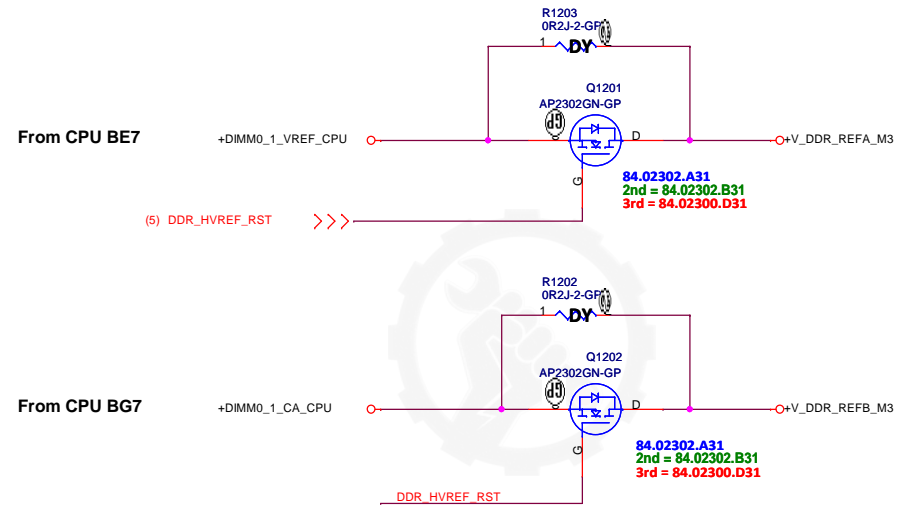 R1203
0R2J-2-GP
1 DY
Q1201
AP2302GN-GP
From CPU BE7
+DIMM0_1_VREF_CPU
D
+V_DDR_REFA_M3
G
84.02302.A31
2nd = 84.02302.B31
3rd = 84.02300.D31
(5) DDR_HVREF_RST
R1202
0R2J-2-GP
1 DY
Q1202
AP2302GN-GP
From CPU BG7
+DIMM0_1_CA_CPU
D
+V_DDR_REFB_M3
G
84.02302.A31
2nd = 84.02302.B31
3rd = 84.02300.D31
DDR_HVREF_RST